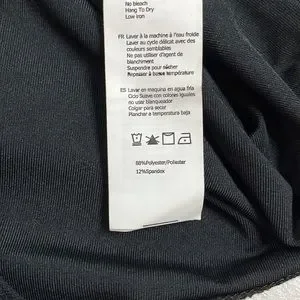 No bleach
Hang To Dry
Low iron
FR Laver à la machine à l'eau froide
Laver au cycle délicat avec des
couleurs semblables
Ne pas utiliser d'agent de
blanchiment
Suspendre pour sécher
Repasser à basse température
ES Lavar en maquina en agua fria
Ciclo Suave con colores iguales
no usar blanqueador
Colgar para secar
Planchar a temperatura baja
88%Polyester/Poliester
12%Spandex